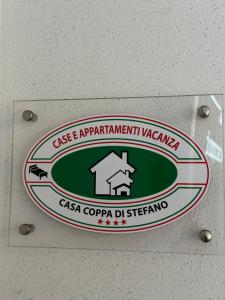 CASE E APPARTAMENTI VACANZA
CASA COPPA DI STEFANO